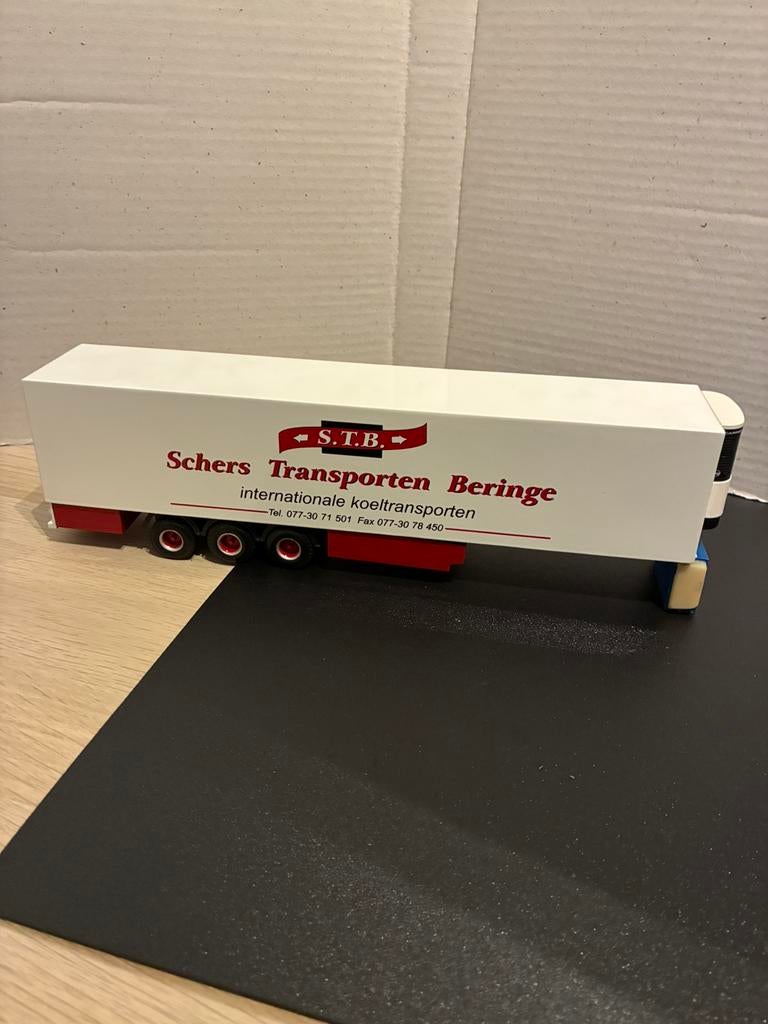 S.T.B.
Schers Transporten Beringe
internationale koeltransporten
Tel. 077-30 71 501 Fax 077-30 78 450